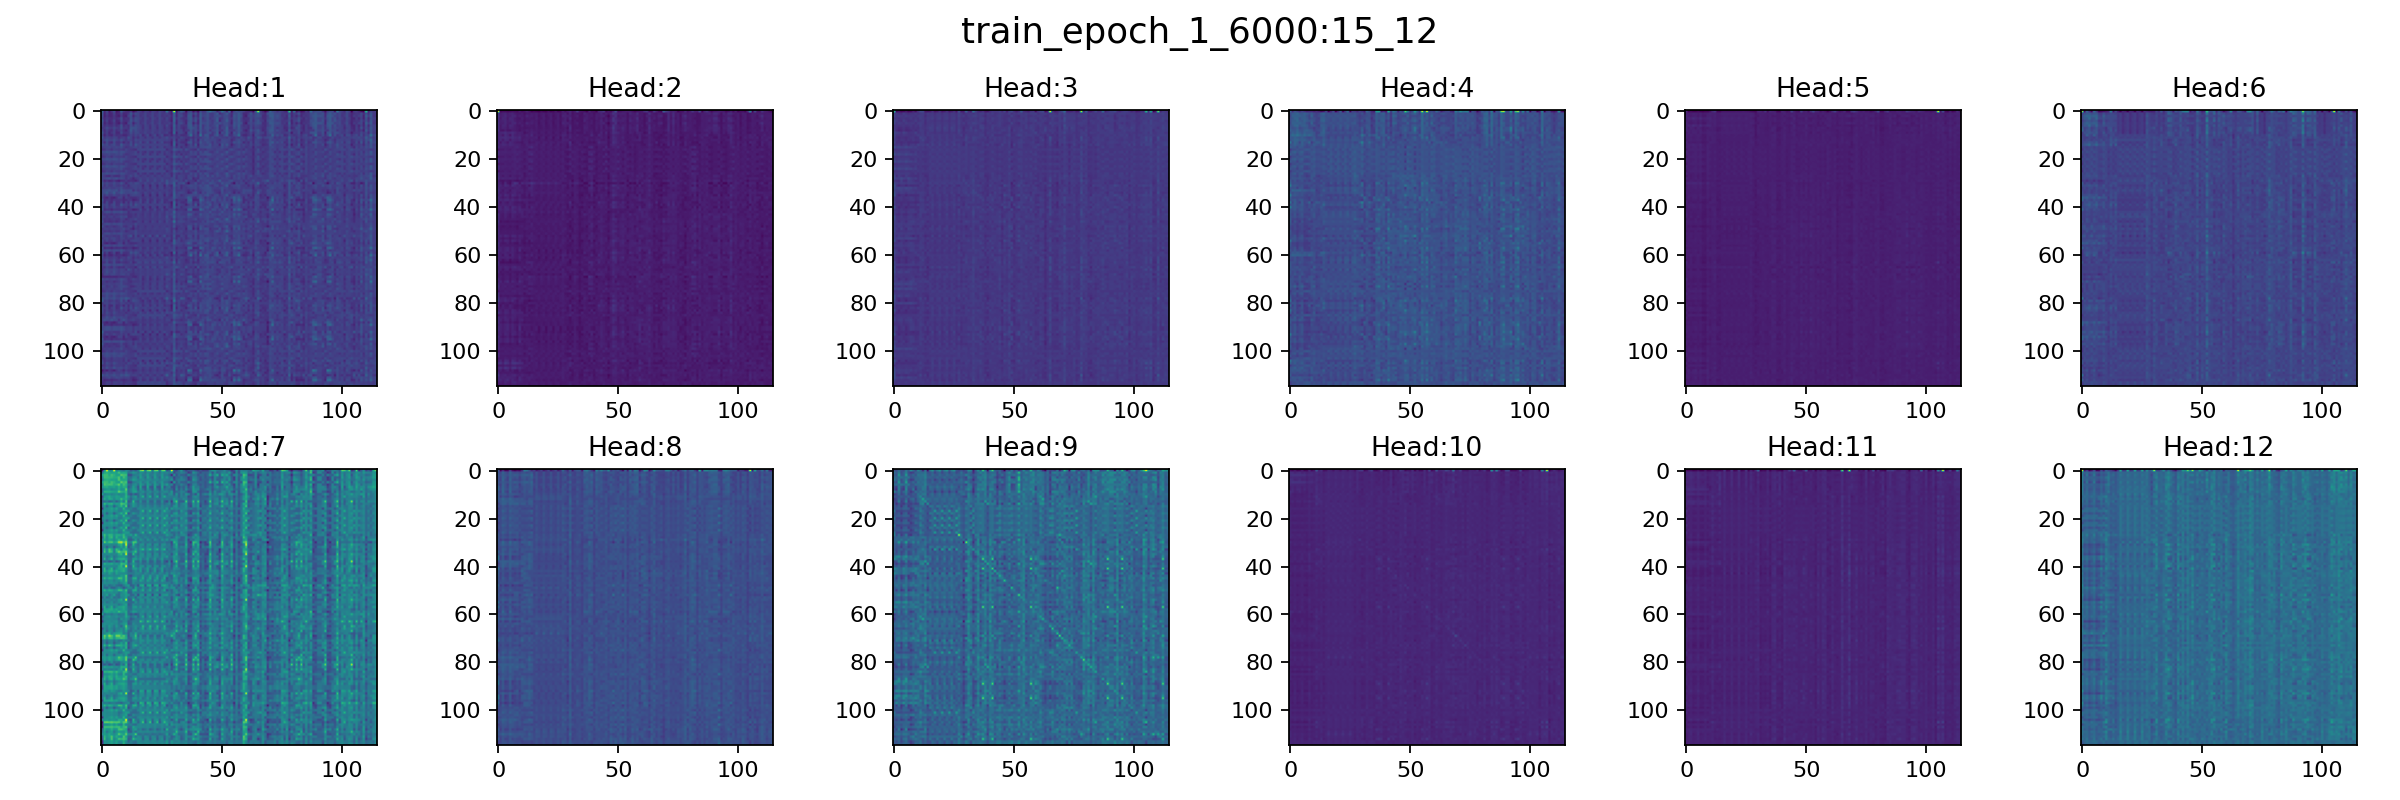 train_epoch_1_6000:15_12
Head:1 Head:2 Head:3 Head:4 Head:5 Head:6
0 0 0 0 0 0
20 20 20 20 20 20
40 40 40 40 40 40
60 60 60 60 60 60
80 80 80 80 80 80
100 100 100 100 100 100
0 50 100 0 50 100 0 50 100 0 50 100 0 50 100 0 50 100
Head:7 Head:8 Head:9 Head:10 Head:11 Head:12
0 0 0 0 0 0
20 20 20 20 20 20
40 40 40 40 40 40
60 60 60 60 60 60
80 80 80 80 80 80
100 100 100 100 100 100
0 50 100 0 50 100 0 50 100 0 50 100 0 50 100 0 50 100